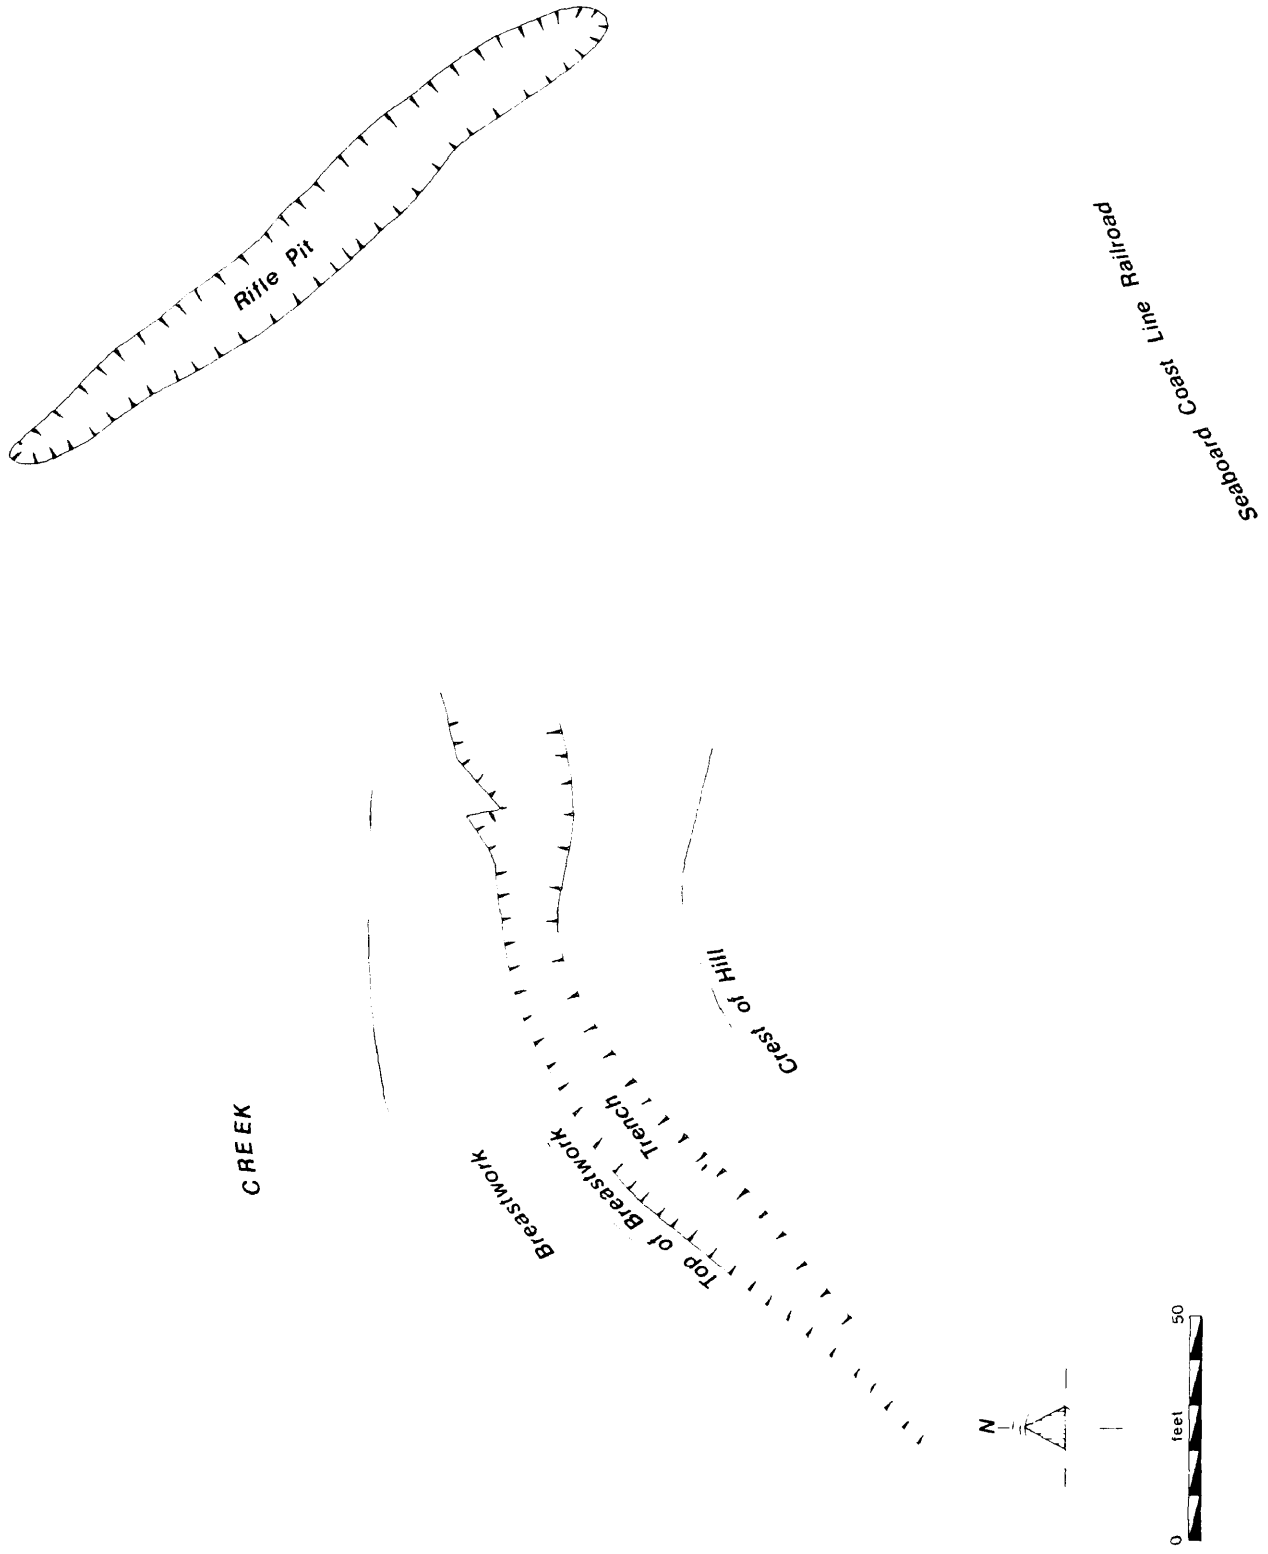 Rifle Pit
Seaboard Coast Line Railroad
CREEK
Breastwork
Top of Breastwork
Trench
Crest of Hill
N
0 feet 50